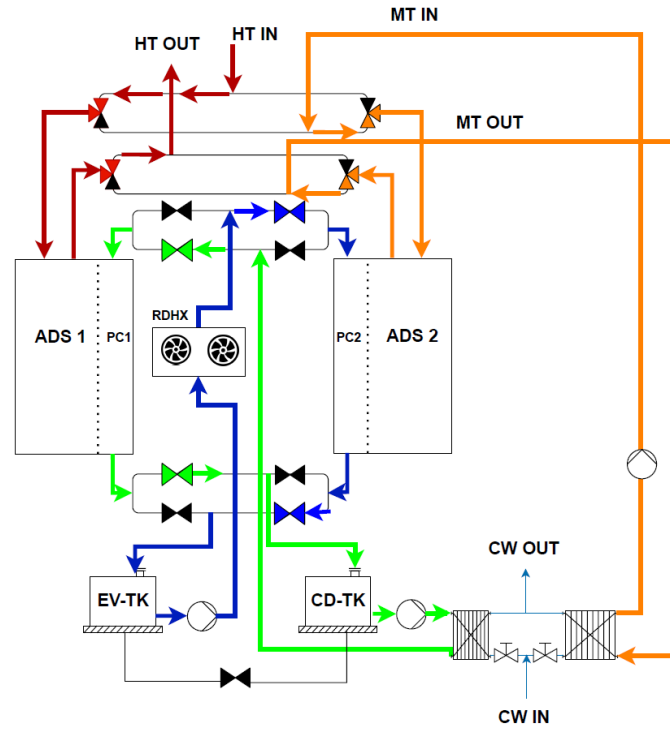 MT IN
HT IN
HT OUT
MT OUT
RDHX
ADS 1
PC1
PC2
ADS 2
CW OUT
EV-TK
CD-TK
CW IN